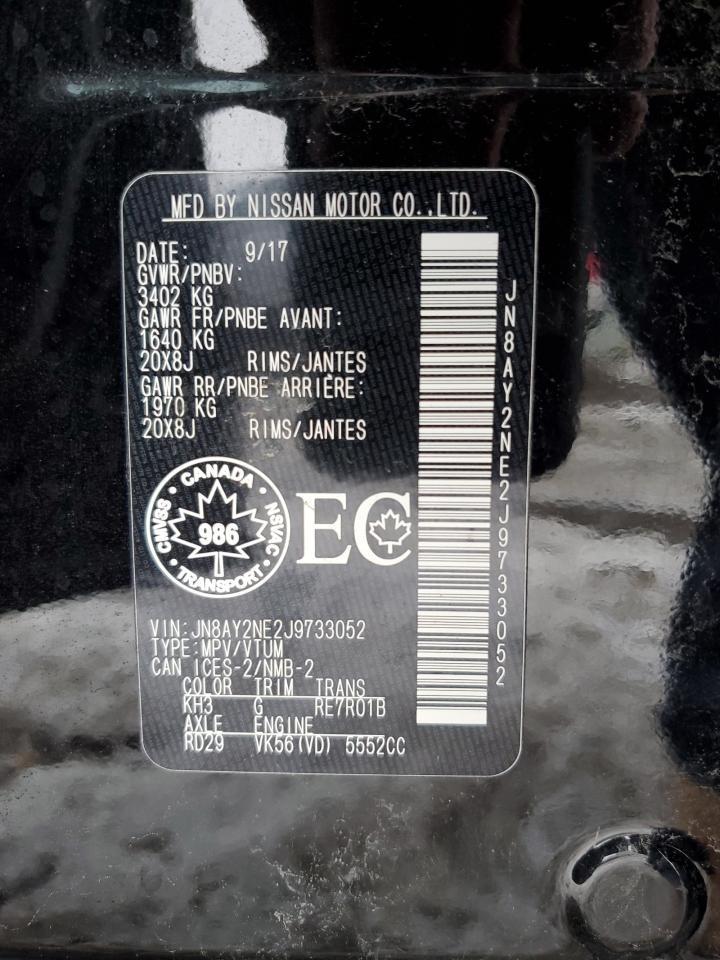 MFD BY NISSAN MOTOR CO.,LTD.
DATE: 9/17
GVWR/PNBV:
3402 KG
GAWR FR/PNBE AVANT:
1640 KG
20X8J RIMS/JANTES
GAWR RR/PNBE ARRIÈRE:
1970 KG
20X8J RIMS/JANTES
CANADA
CMVSS
NSVAC
986
TRANSPORT
EC
VIN:JN8AY2NE2J9733052
TYPE:MPV/VTUM
CAN ICES-2/NMB-2
COLOR TRIM TRANS
KH3 G RE7R01B
AXLE ENGINE
RD29 VK56(VD) 5552CC
JN8AY2NE2J9733052